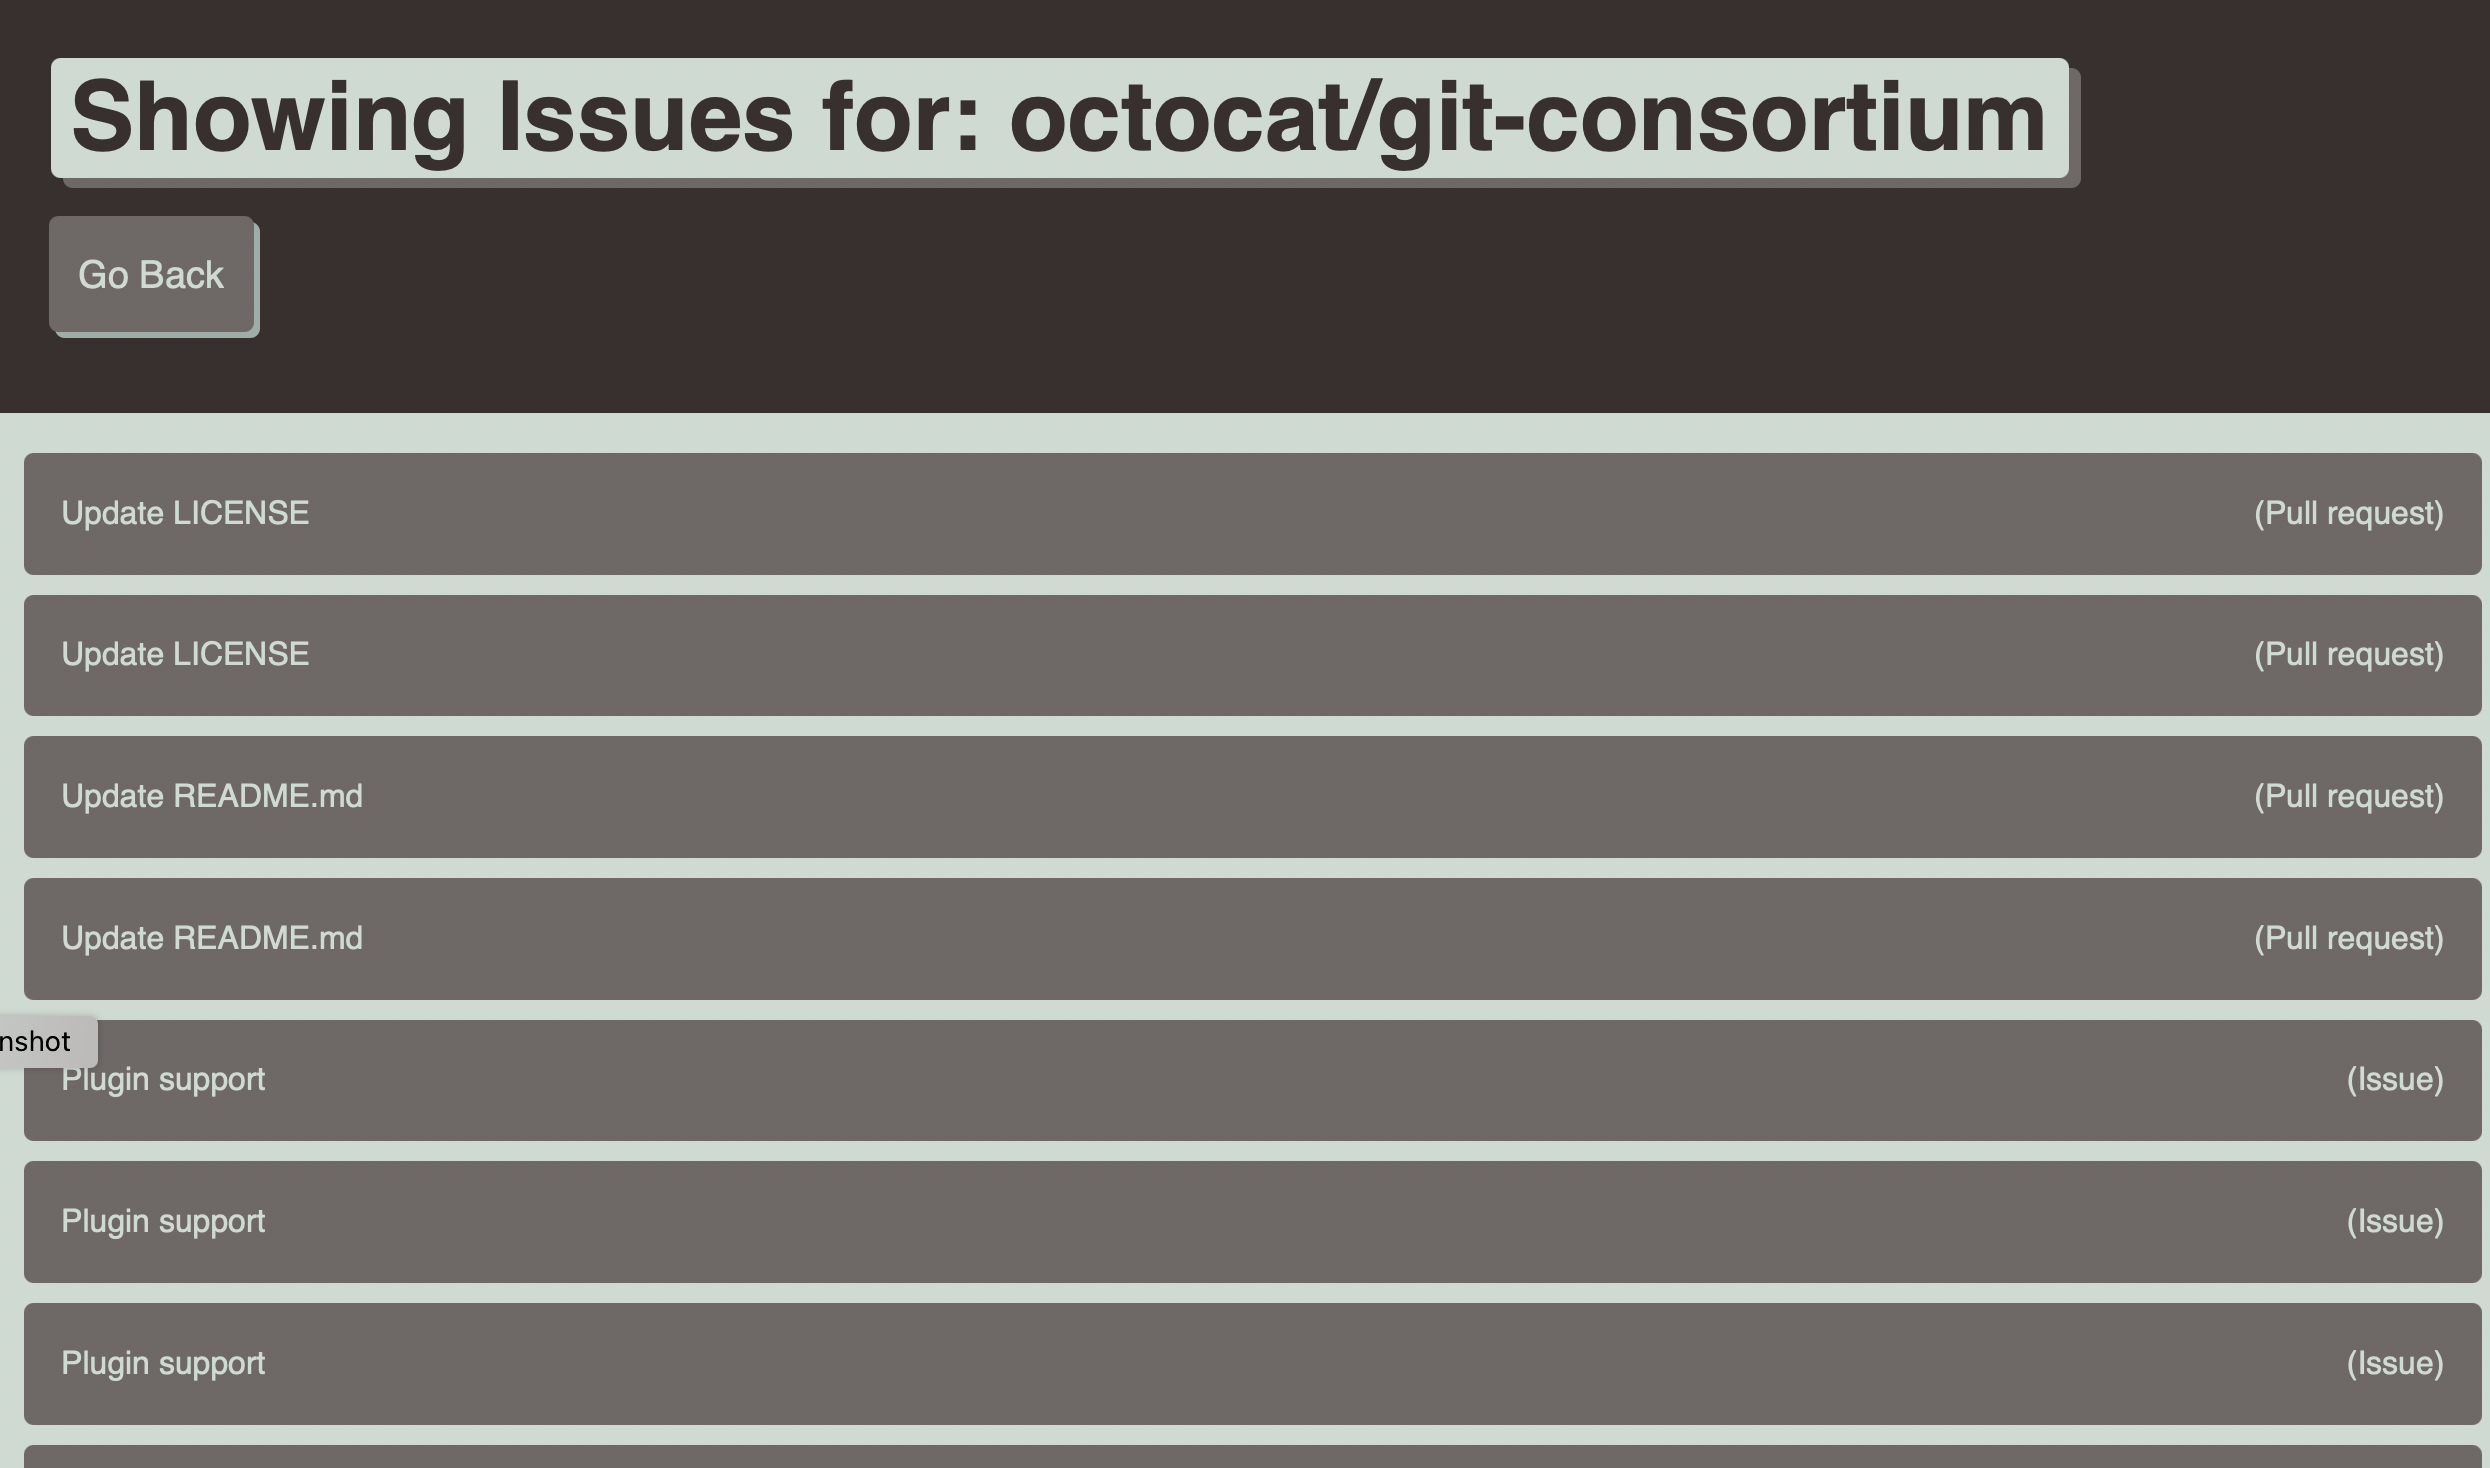 Showing Issues for: octocat/git-consortium
Go Back
Update LICENSE (Pull request)
Update LICENSE (Pull request)
Update README.md (Pull request)
Update README.md (Pull request)
nshot
Plugin support (Issue)
Plugin support (Issue)
Plugin support (Issue)